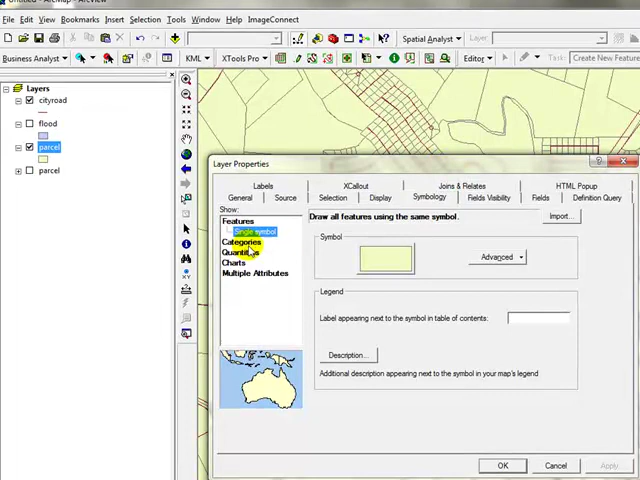 Untitled - ArcMap - ArcView
View Bookmarks Insert Selection Tools Window Help ImageConnect
Spatial Analyst Layer:
Business Analyst KML XTools Pro Editor Create New Feature
Layers
cityroad
flood
parcel
parcel
Layer Properties
Labels XCallout Joins & Relates HTML Popup
General Source Selection Display Symbology Fields Visibility Fields Definition Query
Show:
Features
Single symbol
Categories
Quantities
Charts
Multiple Attributes
Draw all features using the same symbol.
Import...
Symbol
Advanced
Legend
Label appearing next to the symbol in table of contents:
Description...
Additional description appearing next to the symbol in your map's legend
OK Cancel Apply